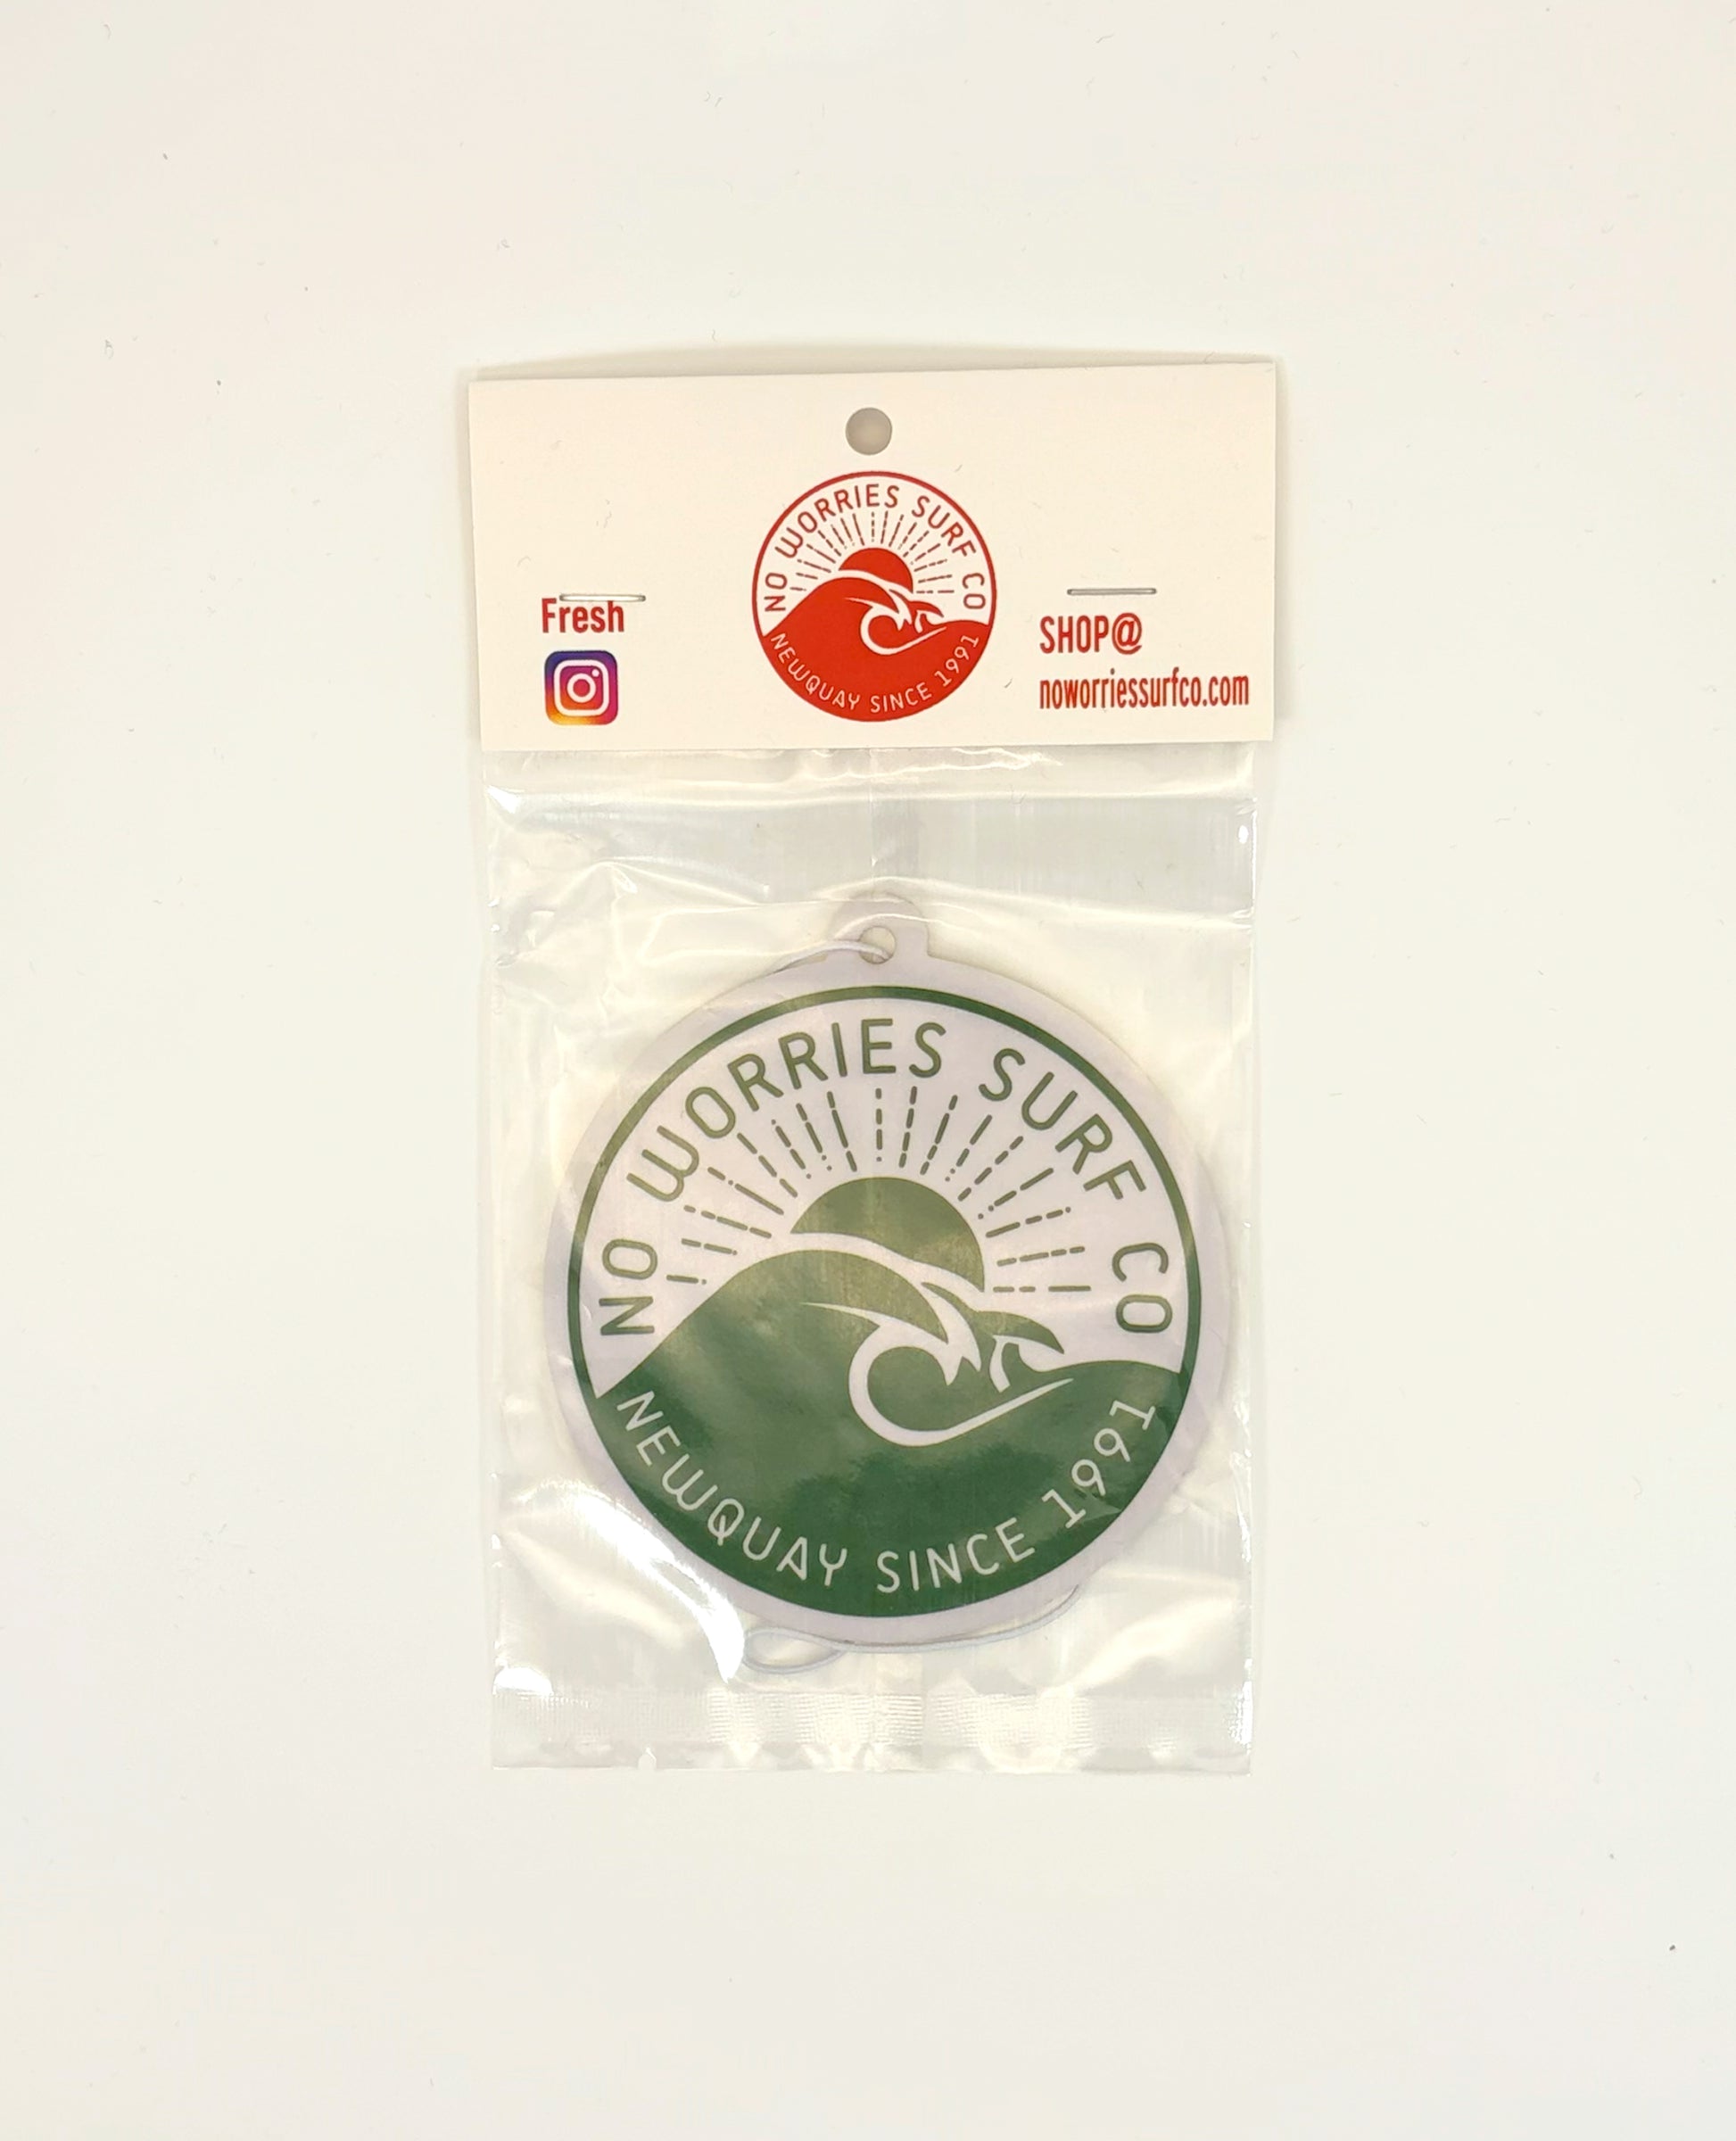 NO WORRIES SURF CO
NEWQUAY SINCE 1991
Fresh
SHOP@
noworriessurfco.com
NO WORRIES SURF CO
NEWQUAY SINCE 1991